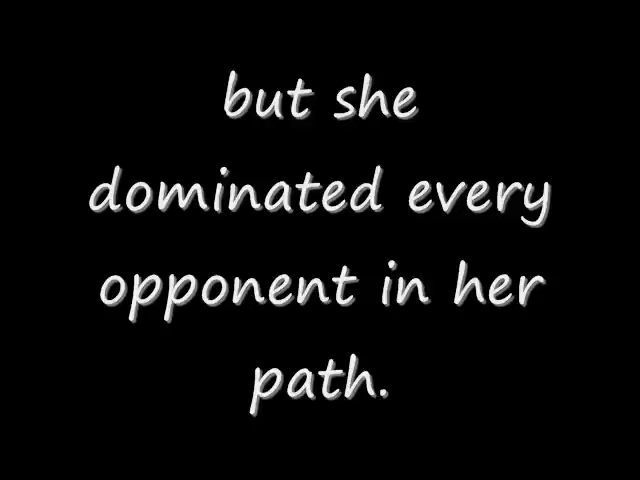 but she
dominated every
opponent in her
path.